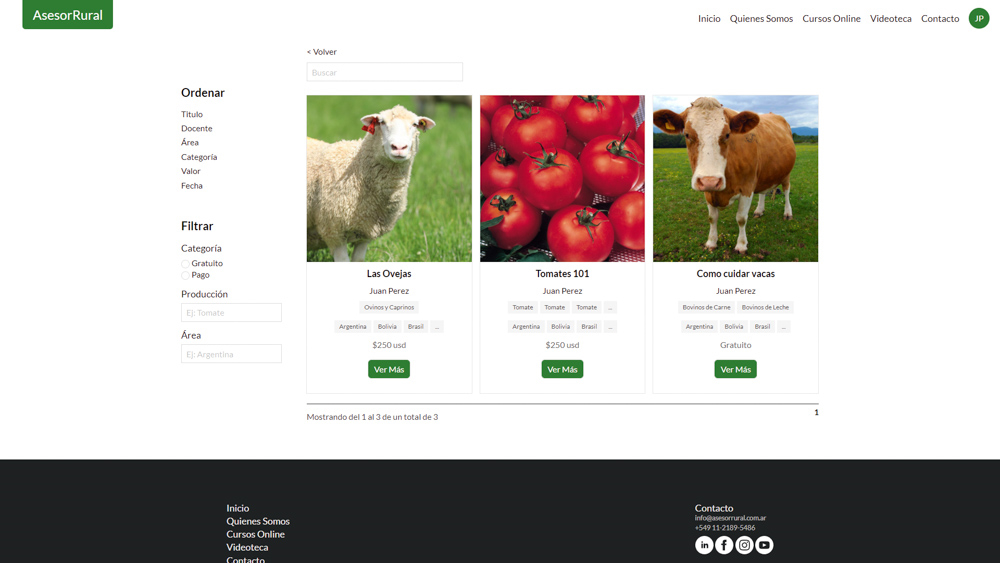 AsesorRural
Inicio Quienes Somos Cursos Online Videoteca Contacto JP
< Volver
Buscar
Ordenar
Titulo
Docente
Área
Categoría
Valor
Fecha
Filtrar
Categoría
Gratuito
Pago
Producción
Ej: Tomate
Área
Ej: Argentina
Las Ovejas
Juan Perez
Ovinos y Caprinos
Argentina Bolivia Brasil ...
$250 usd
Ver Más
Tomates 101
Juan Perez
Tomate Tomate Tomate ...
Argentina Bolivia Brasil ...
$250 usd
Ver Más
Como cuidar vacas
Juan Perez
Bovinos de Carne Bovinos de Leche
Argentina Bolivia Brasil ...
Gratuito
Ver Más
Mostrando del 1 al 3 de un total de 3
1
Inicio
Quienes Somos
Cursos Online
Videoteca
Contacto
Contacto
info@asesorrural.com.ar
+549 11-2189-5486